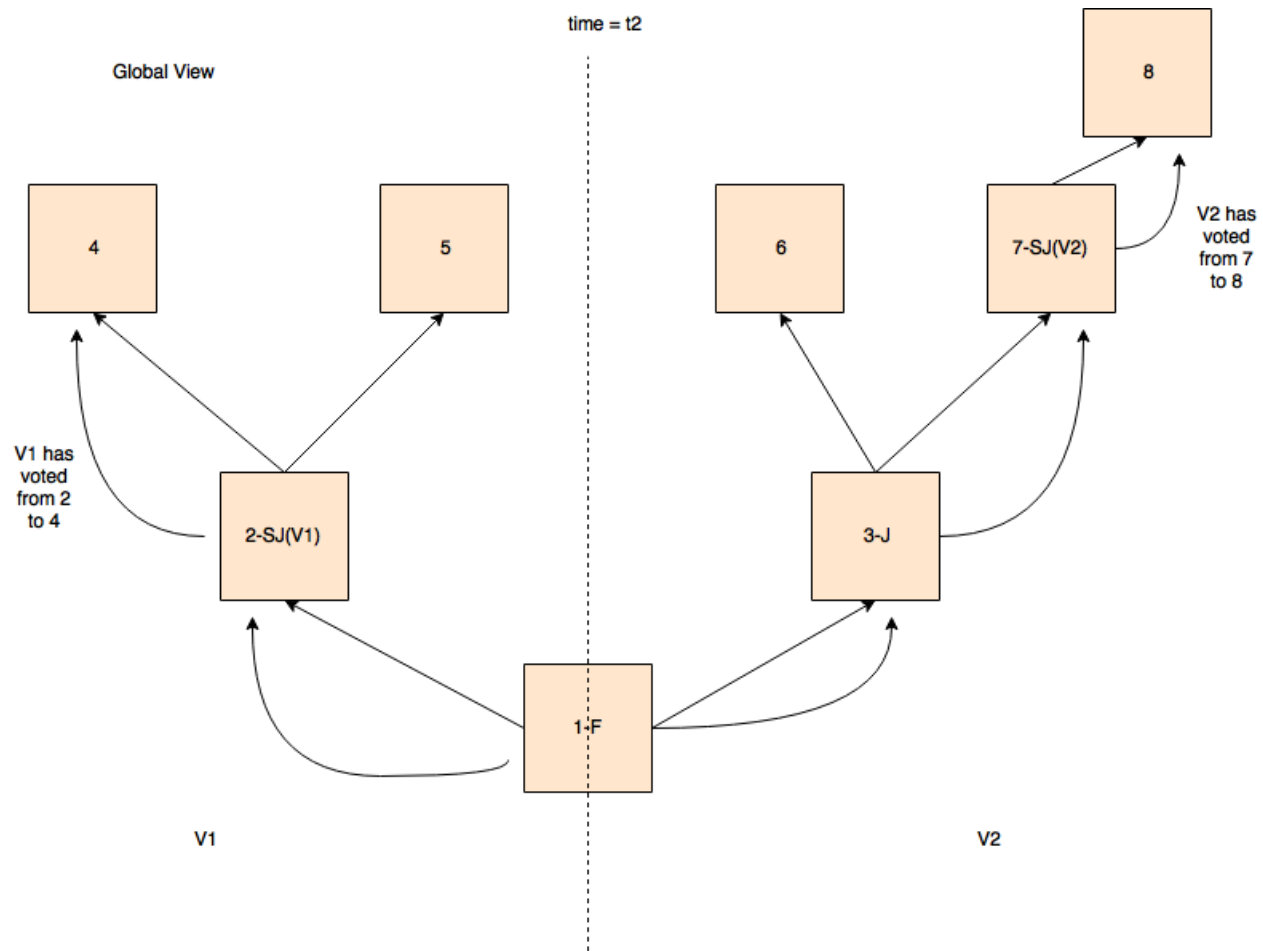 time = t2
Global View
8
4
5
6
7-SJ(V2)
V2 has
voted
from 7
to 8
V1 has
voted
from 2
to 4
2-SJ(V1)
3-J
1-F
V1
V2